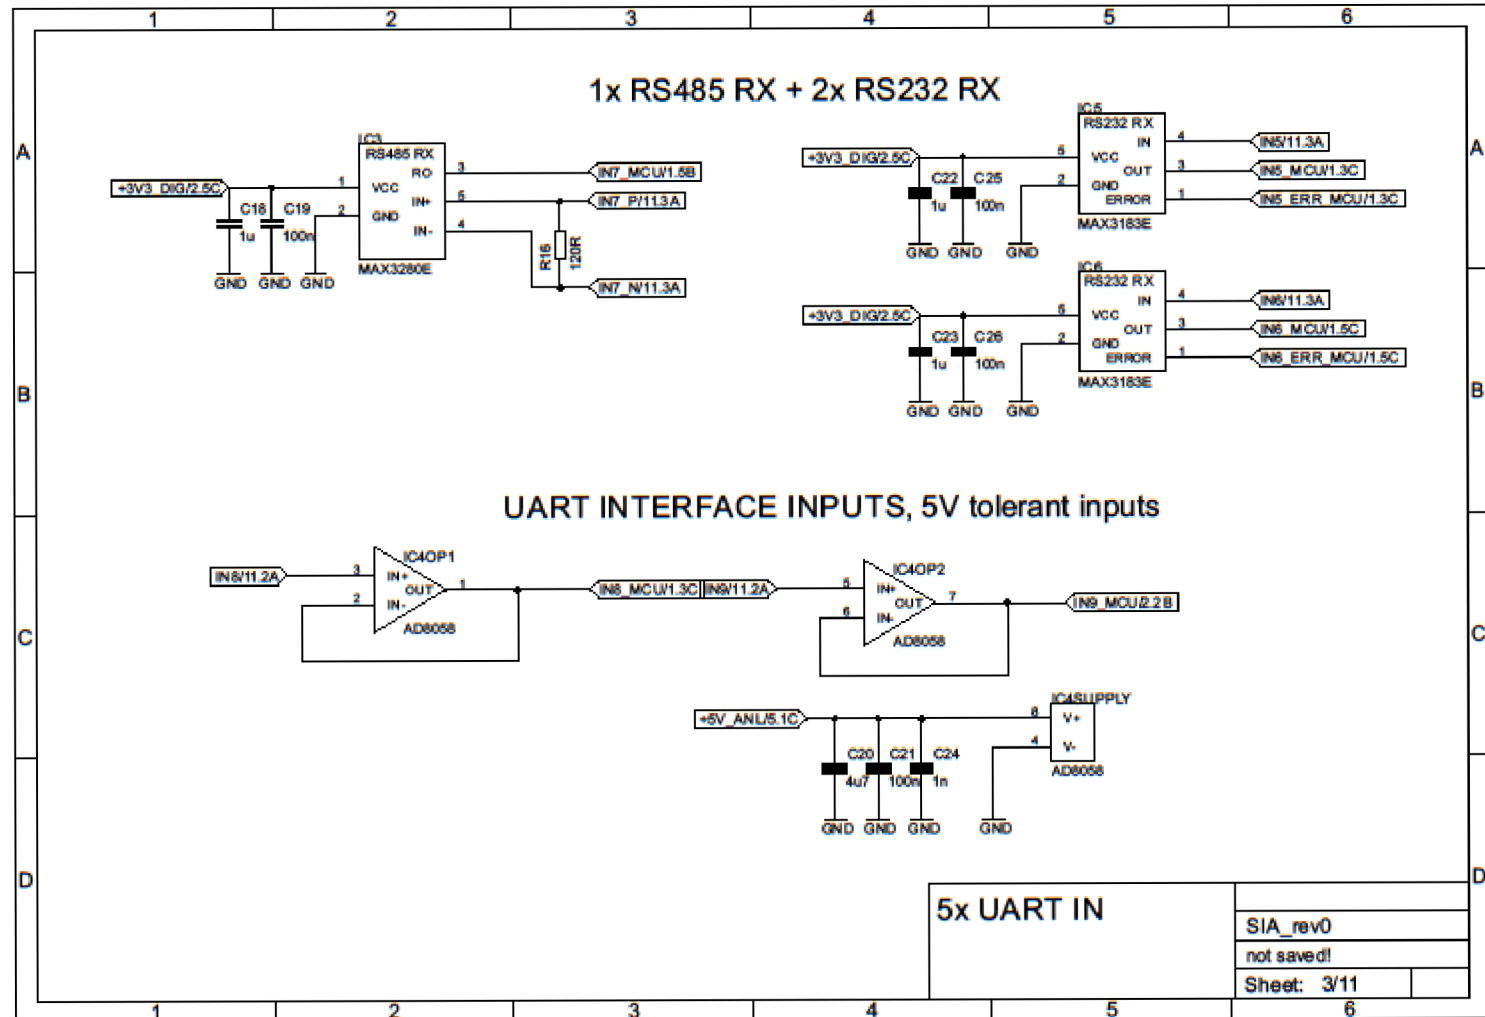 1 2 3 4 5 6
1x RS485 RX + 2x RS232 RX
A
A
IC3
RS485 RX
RO
VCC
IN+
GND
IN-
MAX3280E
1
2
3
5
4
+3V3_DIG/2.5C
C18
1u
C19
100n
GND GND GND
IN7_MCU/1.5B
IN7_P/11.3A
R16
120R
IN7_N/11.3A
IC5
RS232 RX
IN
VCC
OUT
GND
ERROR
MAX3183E
5
2
4
3
1
+3V3_DIG/2.5C
C22
1u
C25
100n
GND GND GND
IN5/11.3A
IN5_MCU/1.3C
IN5_ERR_MCU/1.3C
B
B
IC6
RS232 RX
IN
VCC
OUT
GND
ERROR
MAX3183E
5
2
4
3
1
+3V3_DIG/2.5C
C23
1u
C26
100n
GND GND GND
IN6/11.3A
IN6_MCU/1.5C
IN6_ERR_MCU/1.5C
UART INTERFACE INPUTS, 5V tolerant inputs
C
C
IN8/11.2A
3
2
IC4OP1
IN+
OUT
IN-
AD8058
1
IN8_MCU/1.3C
IN9/11.2A
5
6
IC4OP2
IN+
OUT
IN-
AD8058
7
IN9_MCU/2.2B
+5V_ANL/5.1C
C20
4u7
C21
100n
C24
1n
GND GND GND GND
8
4
IC4SUPPLY
V+
V-
AD8058
D
D
5x UART IN
SIA_rev0
not saved!
Sheet: 3/11
1 2 3 4 5 6